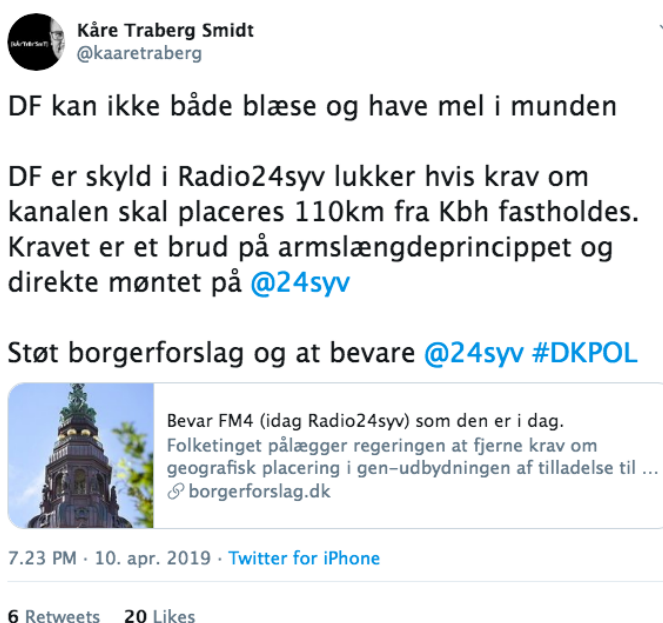 Kåre Traberg Smidt
@kaaretraberg
DF kan ikke både blæse og have mel i munden
DF er skyld i Radio24syv lukker hvis krav om
kanalen skal placeres 110km fra Kbh fastholdes.
Kravet er et brud på armslængdeprincippet og
direkte møntet på @24syv
Støt borgerforslag og at bevare @24syv #DKPOL
Bevar FM4 (idag Radio24syv) som den er i dag.
Folketinget pålægger regeringen at fjerne krav om
geografisk placering i gen-udbydningen af tilladelse til ...
borgerforslag.dk
7.23 PM · 10. apr. 2019 · Twitter for iPhone
6 Retweets 20 Likes